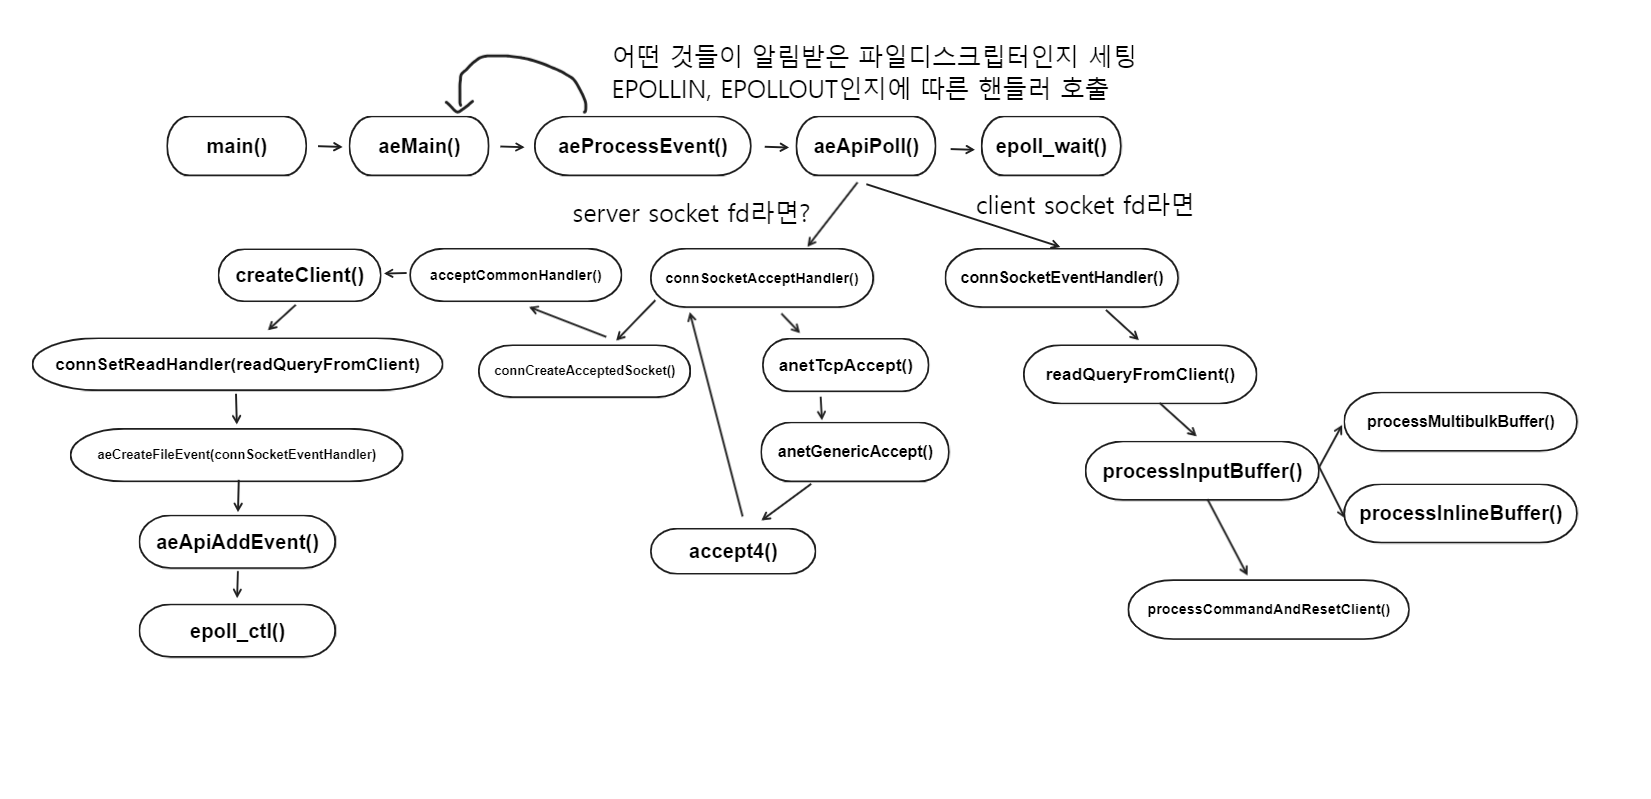 어떤 것들이 알림받은 파일디스크립터인지 세팅
EPOLLIN, EPOLLOUT인지에 따른 핸들러 호출
main()
aeMain()
aeProcessEvent()
aeApiPoll()
epoll_wait()
server socket fd라면?
client socket fd라면
createClient()
acceptCommonHandler()
connSocketAcceptHandler()
connSocketEventHandler()
connSetReadHandler(readQueryFromClient)
connCreateAcceptedSocket()
anetTcpAccept()
readQueryFromClient()
processMultibulkBuffer()
aeCreateFileEvent(connSocketEventHandler)
anetGenericAccept()
processInputBuffer()
processInlineBuffer()
aeApiAddEvent()
accept4()
processCommandAndResetClient()
epoll_ctl()